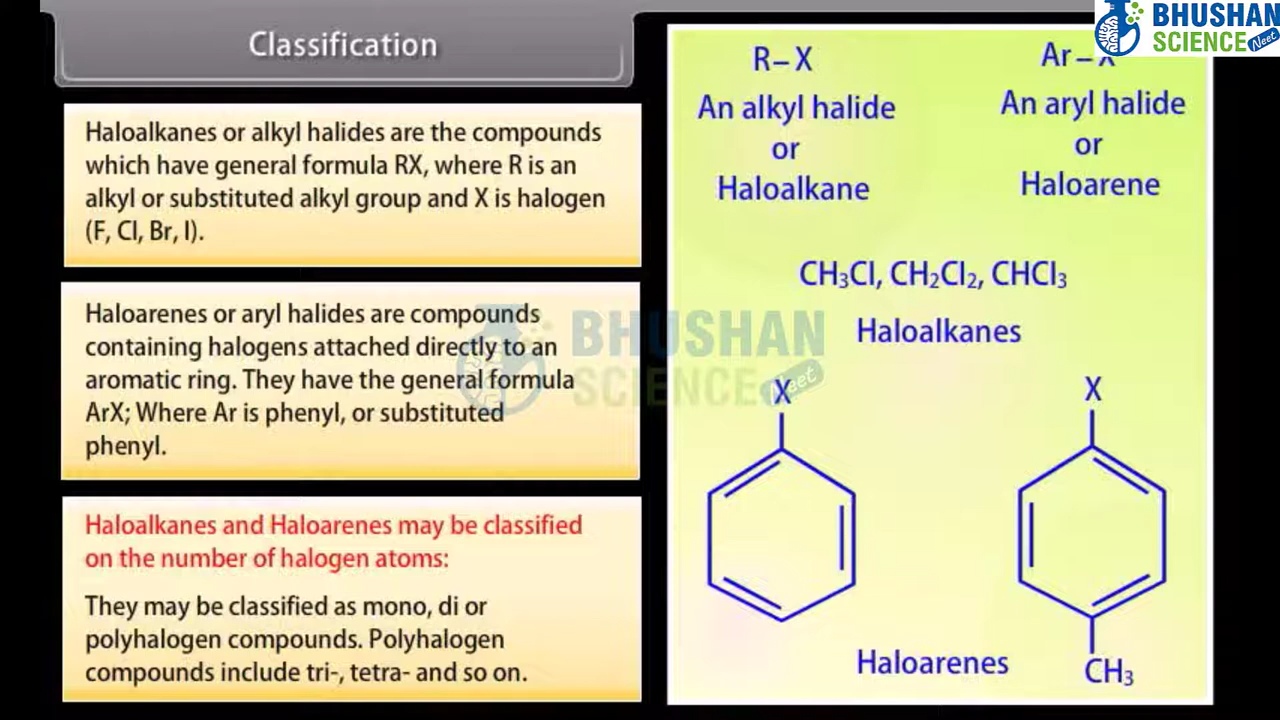 Classification
Haloalkanes or alkyl halides are the compounds
which have general formula RX, where R is an
alkyl or substituted alkyl group and X is halogen
(F, Cl, Br, I).
Haloarenes or aryl halides are compounds
containing halogens attached directly to an
aromatic ring. They have the general formula
ArX; Where Ar is phenyl, or substituted
phenyl.
Haloalkanes and Haloarenes may be classified
on the number of halogen atoms:
They may be classified as mono, di or
polyhalogen compounds. Polyhalogen
compounds include tri-, tetra- and so on.
BHUSHAN
SCIENCE Neet
R–X
An alkyl halide
or
Haloalkane
Ar–X
An aryl halide
or
Haloarene
CH₃Cl, CH₂Cl₂, CHCl₃
Haloalkanes
BHUSHAN
SCIENCE Neet
X
X
CH₃
Haloarenes